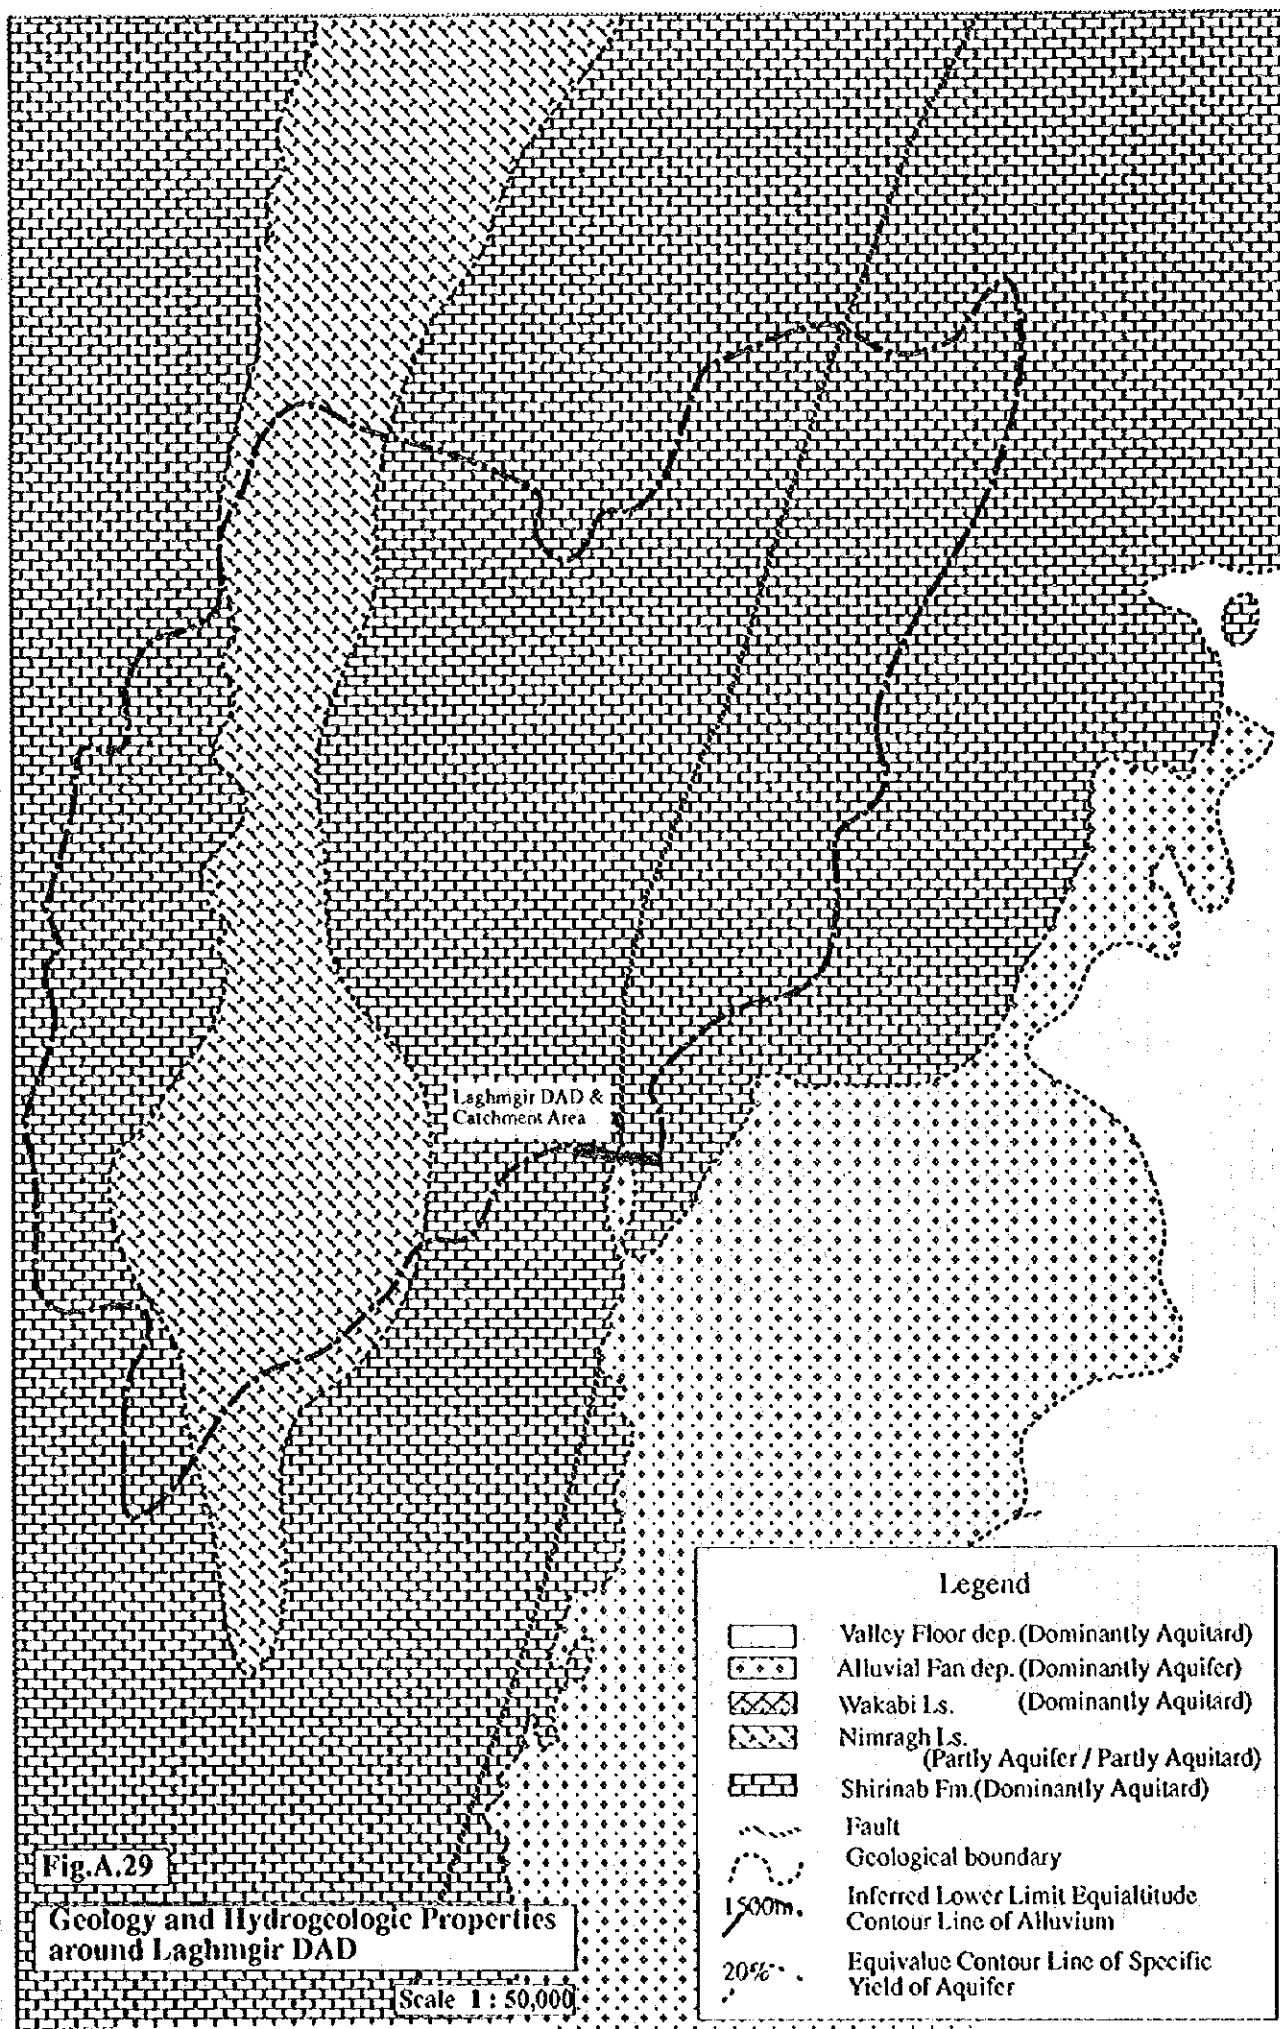 Laghmgir DAD &
Catchment Area
Legend
Valley Floor dep.(Dominantly Aquitard)
Alluvial Fan dep. (Dominantly Aquifer)
Wakabi Ls. (Dominantly Aquitard)
Nimragh Ls.
(Partly Aquifer / Partly Aquitard)
Shirinab Fm.(Dominantly Aquitard)
Fault
Geological boundary
1500m
Inferred Lower Limit Equialtitude
Contour Line of Alluvium
20%
Equivalue Contour Line of Specific
Yield of Aquifer
Fig.A.29
Geology and Hydrogeologic Properties
around Laghmgir DAD
Scale 1 : 50,000